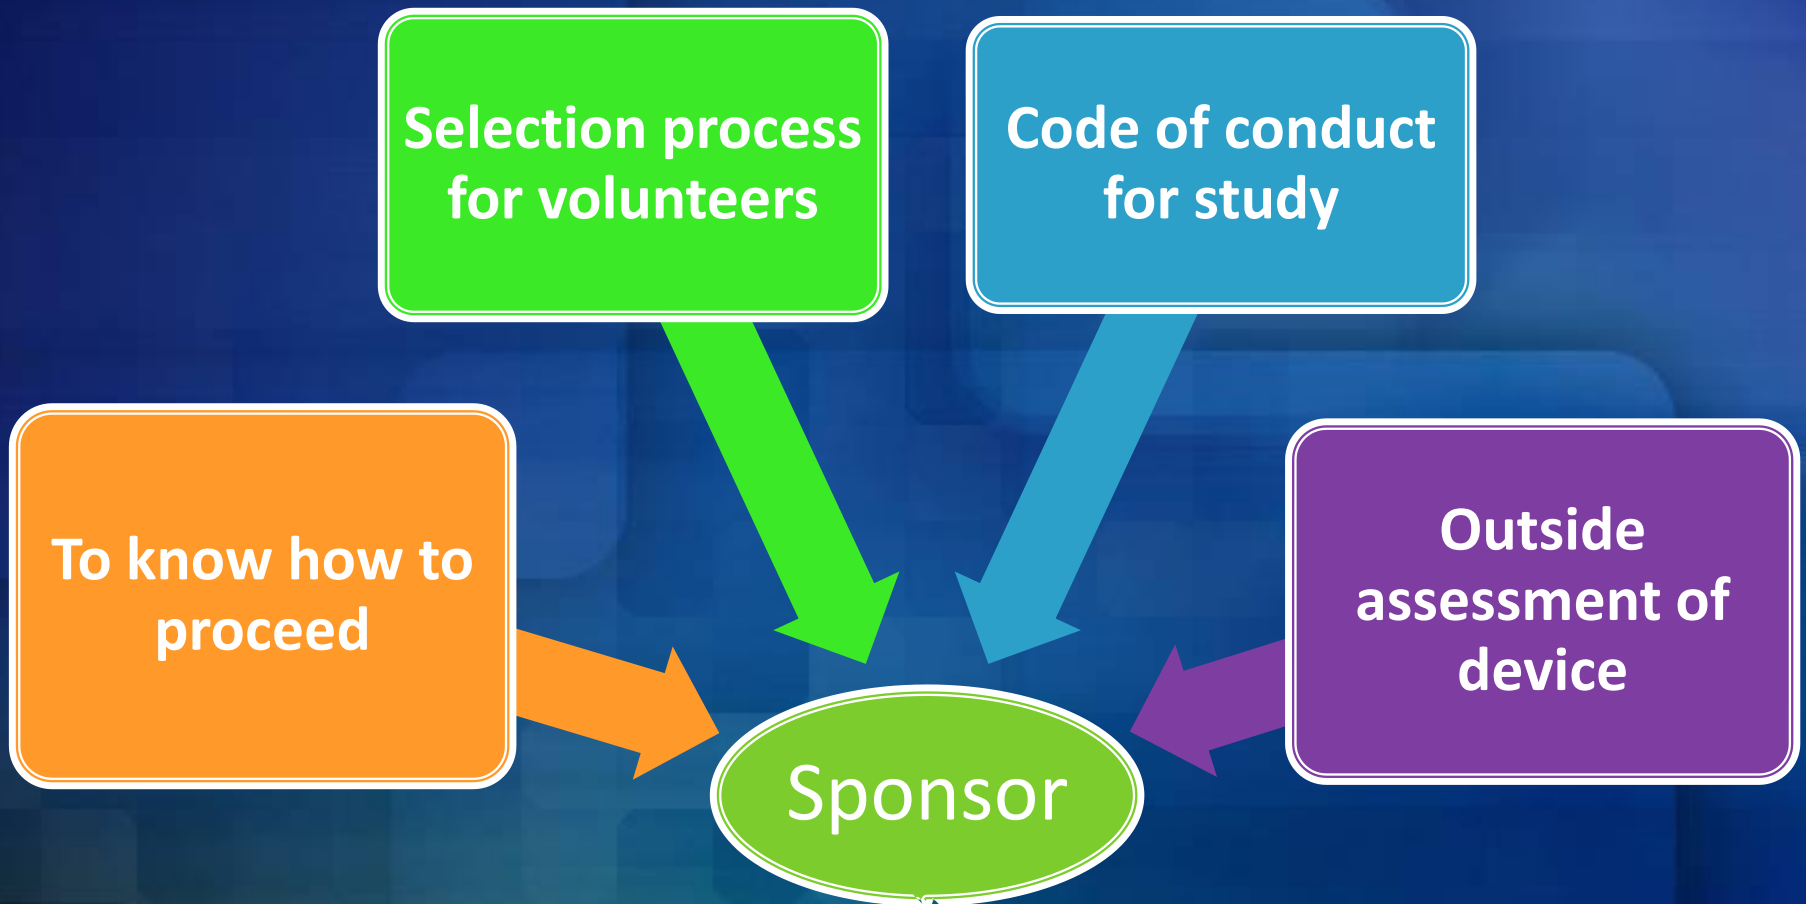 Selection process
for volunteers
Code of conduct
for study
To know how to
proceed
Outside
assessment of
device
Sponsor